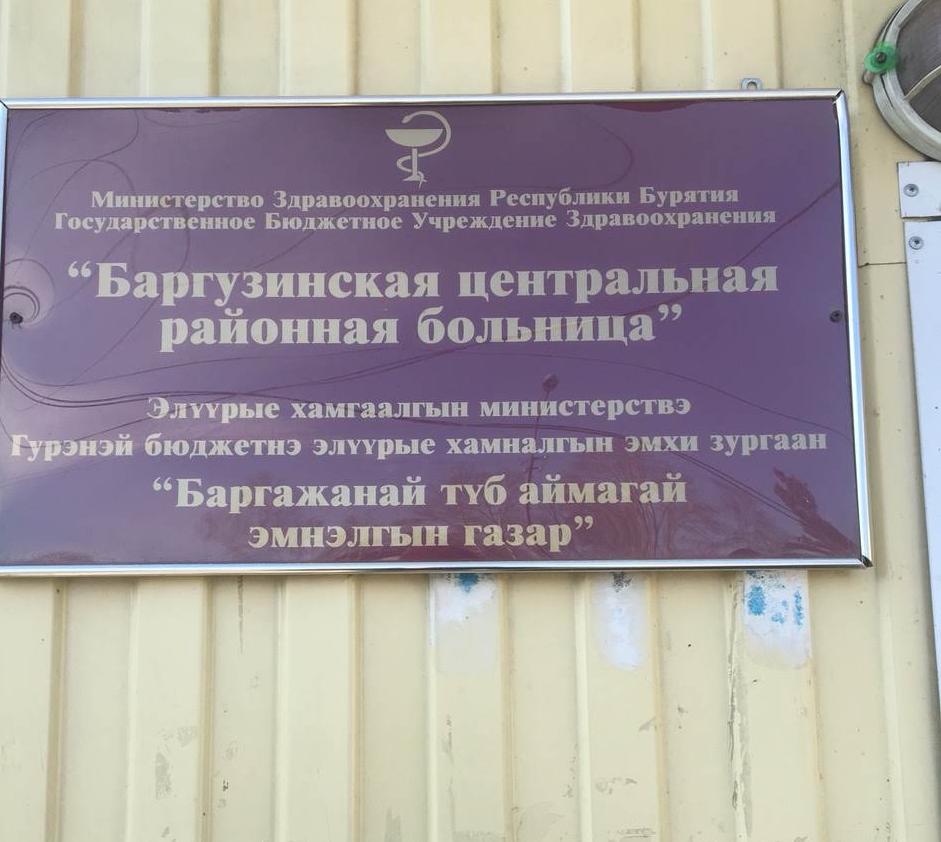 Министерство Здравоохранения Республики Бурятия
Государственное Бюджетное Учреждение Здравоохранения
“Баргузинская центральная
районная больница”
Элүүрые хамгаалгын министерствэ
Гүрэнэй бюджетнэ элүүрые хамналгын эмхи зургаан
“Баргажанай түб аймагай
эмнэлгын газар”